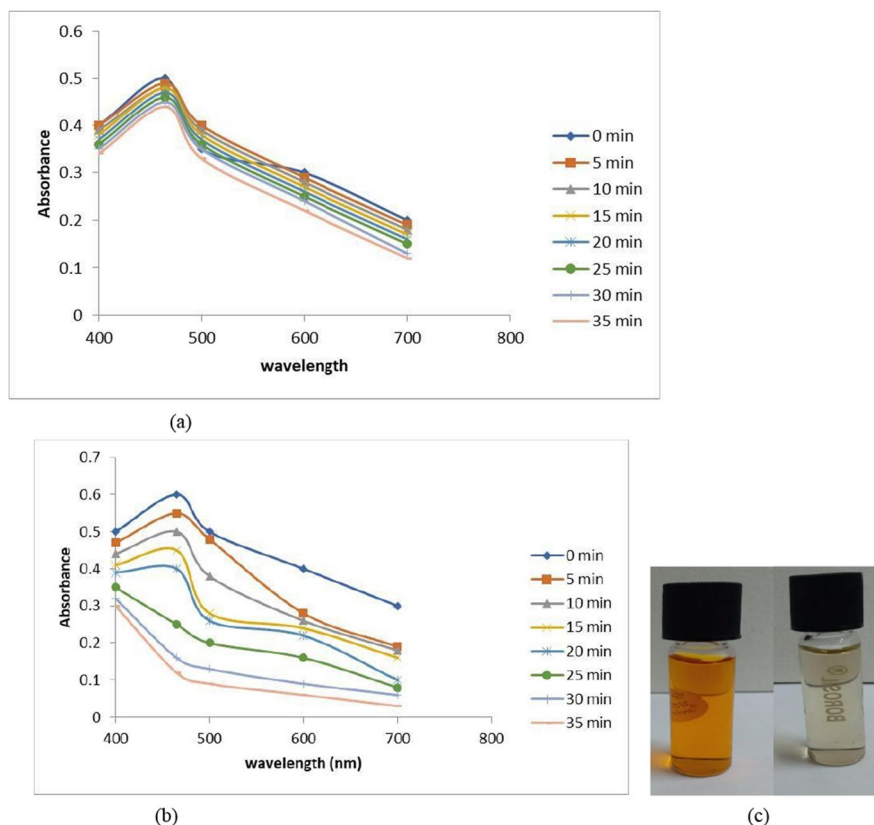 0.6
0.5
0.4
0.3
0.2
0.1
0
Absorbance
400 500 600 700 800
wavelength
0 min
5 min
10 min
15 min
20 min
25 min
30 min
35 min
(a)
0.7
0.6
0.5
0.4
0.3
0.2
0.1
0
Absorbance
400 500 600 700 800
wavelength (nm)
0 min
5 min
10 min
15 min
20 min
25 min
30 min
35 min
(b)
BOROSIL
(c)